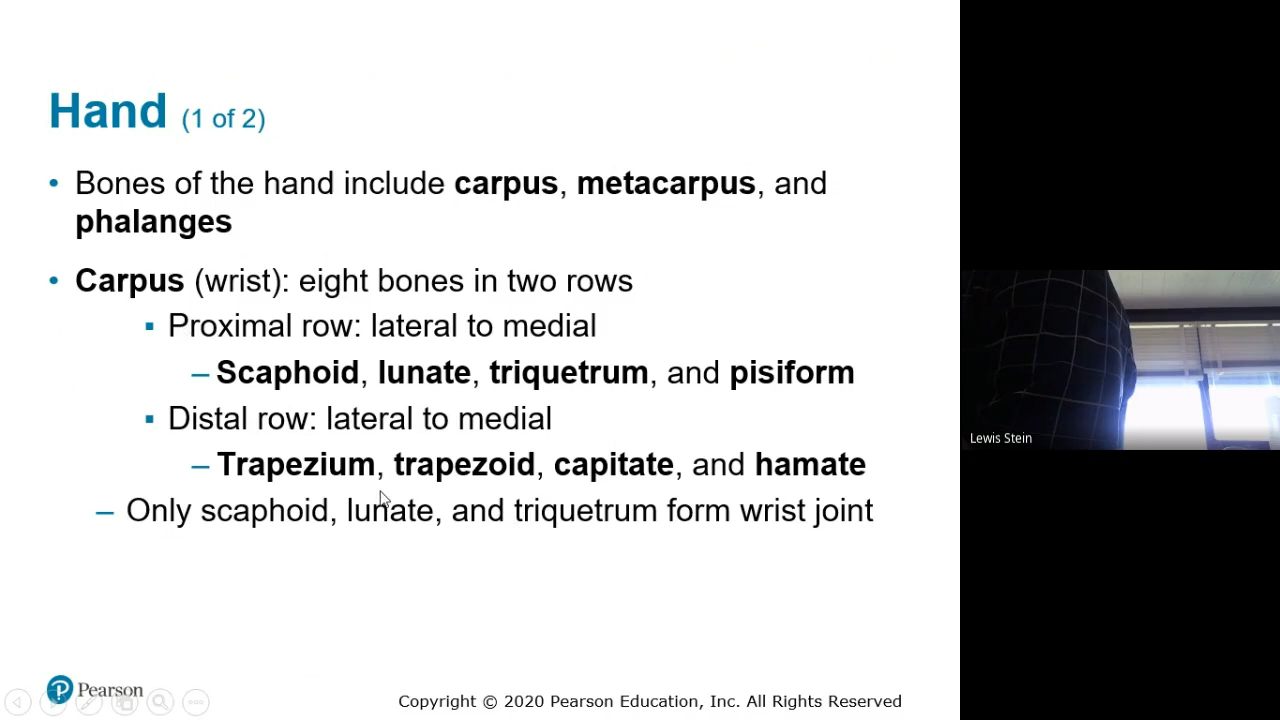 Hand (1 of 2)
• Bones of the hand include carpus, metacarpus, and
phalanges
• Carpus (wrist): eight bones in two rows
▪ Proximal row: lateral to medial
– Scaphoid, lunate, triquetrum, and pisiform
▪ Distal row: lateral to medial
– Trapezium, trapezoid, capitate, and hamate
– Only scaphoid, lunate, and triquetrum form wrist joint
Lewis Stein
Pearson
Copyright © 2020 Pearson Education, Inc. All Rights Reserved